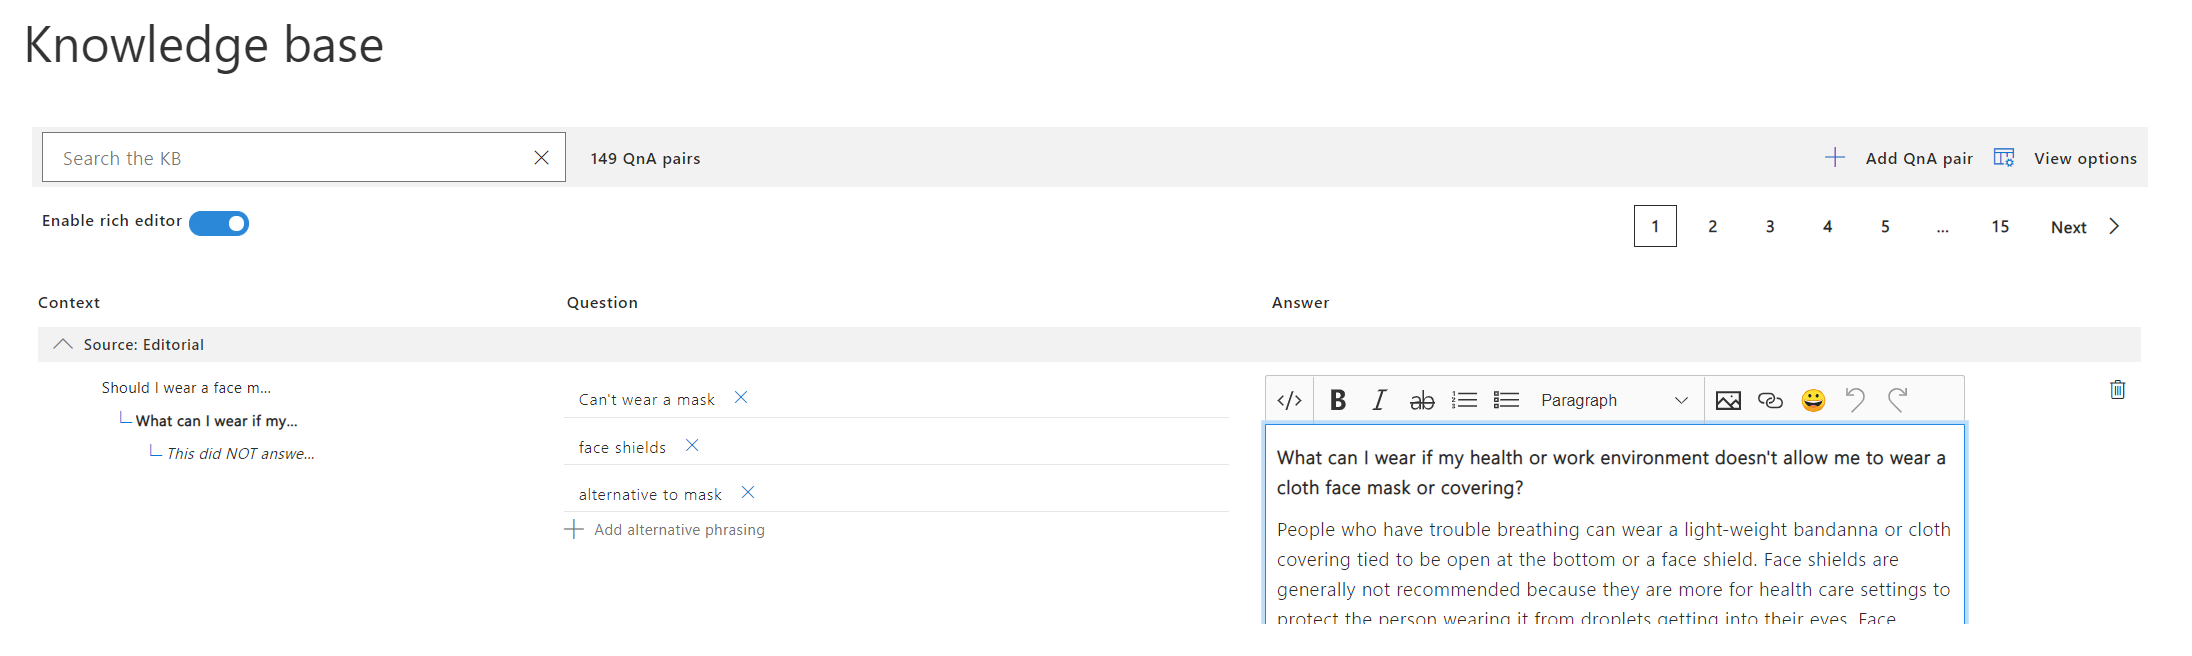 Knowledge base
Search the KB
149 QnA pairs
Add QnA pair
View options
Enable rich editor
1 2 3 4 5 ... 15 Next
Context
Question
Answer
Source: Editorial
Should I wear a face m...
What can I wear if my...
This did NOT answe...
Can't wear a mask
face shields
alternative to mask
Add alternative phrasing
</> B I ab Paragraph
What can I wear if my health or work environment doesn't allow me to wear a
cloth face mask or covering?
People who have trouble breathing can wear a light-weight bandanna or cloth
covering tied to be open at the bottom or a face shield. Face shields are
generally not recommended because they are more for health care settings to
protect the person wearing it from droplets getting into their eyes. Face